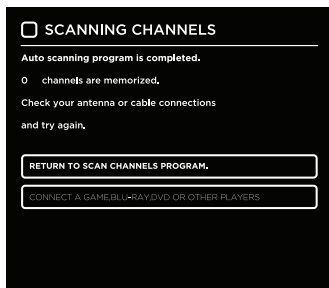 SCANNING CHANNELS
Auto scanning program is completed.
0 channels are memorized.
Check your antenna or cable connections
and try again.
RETURN TO SCAN CHANNELS PROGRAM.
CONNECT A GAME,BLU-RAY,DVD OR OTHER PLAYERS